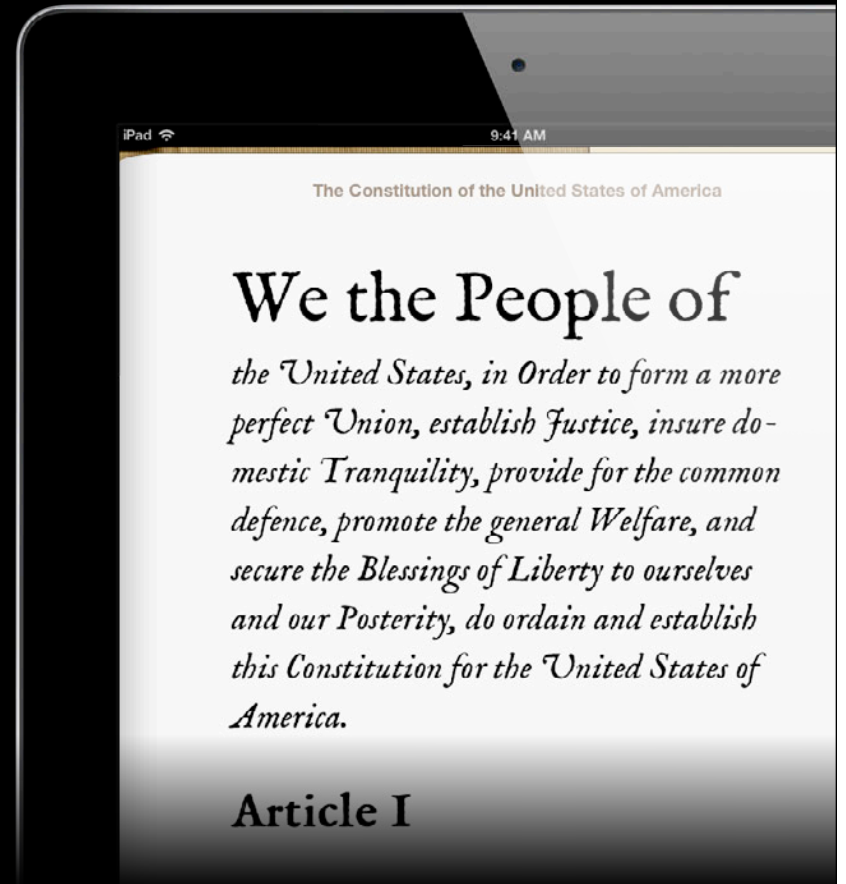 iPad
9:41 AM
The Constitution of the United States of America
We the People of
the United States, in Order to form a more
perfect Union, establish Justice, insure do-
mestic Tranquility, provide for the common
defence, promote the general Welfare, and
secure the Blessings of Liberty to ourselves
and our Posterity, do ordain and establish
this Constitution for the United States of
America.
Article I